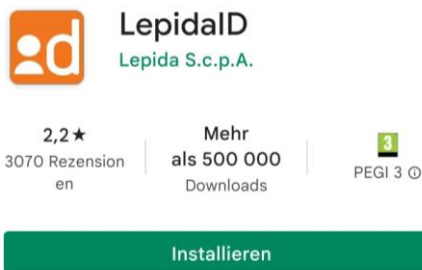 LepidaID
Lepida S.c.p.A.
2,2★
3070 Rezension
en
Mehr
als 500 000
Downloads
3
PEGI 3 ⓘ
Installieren